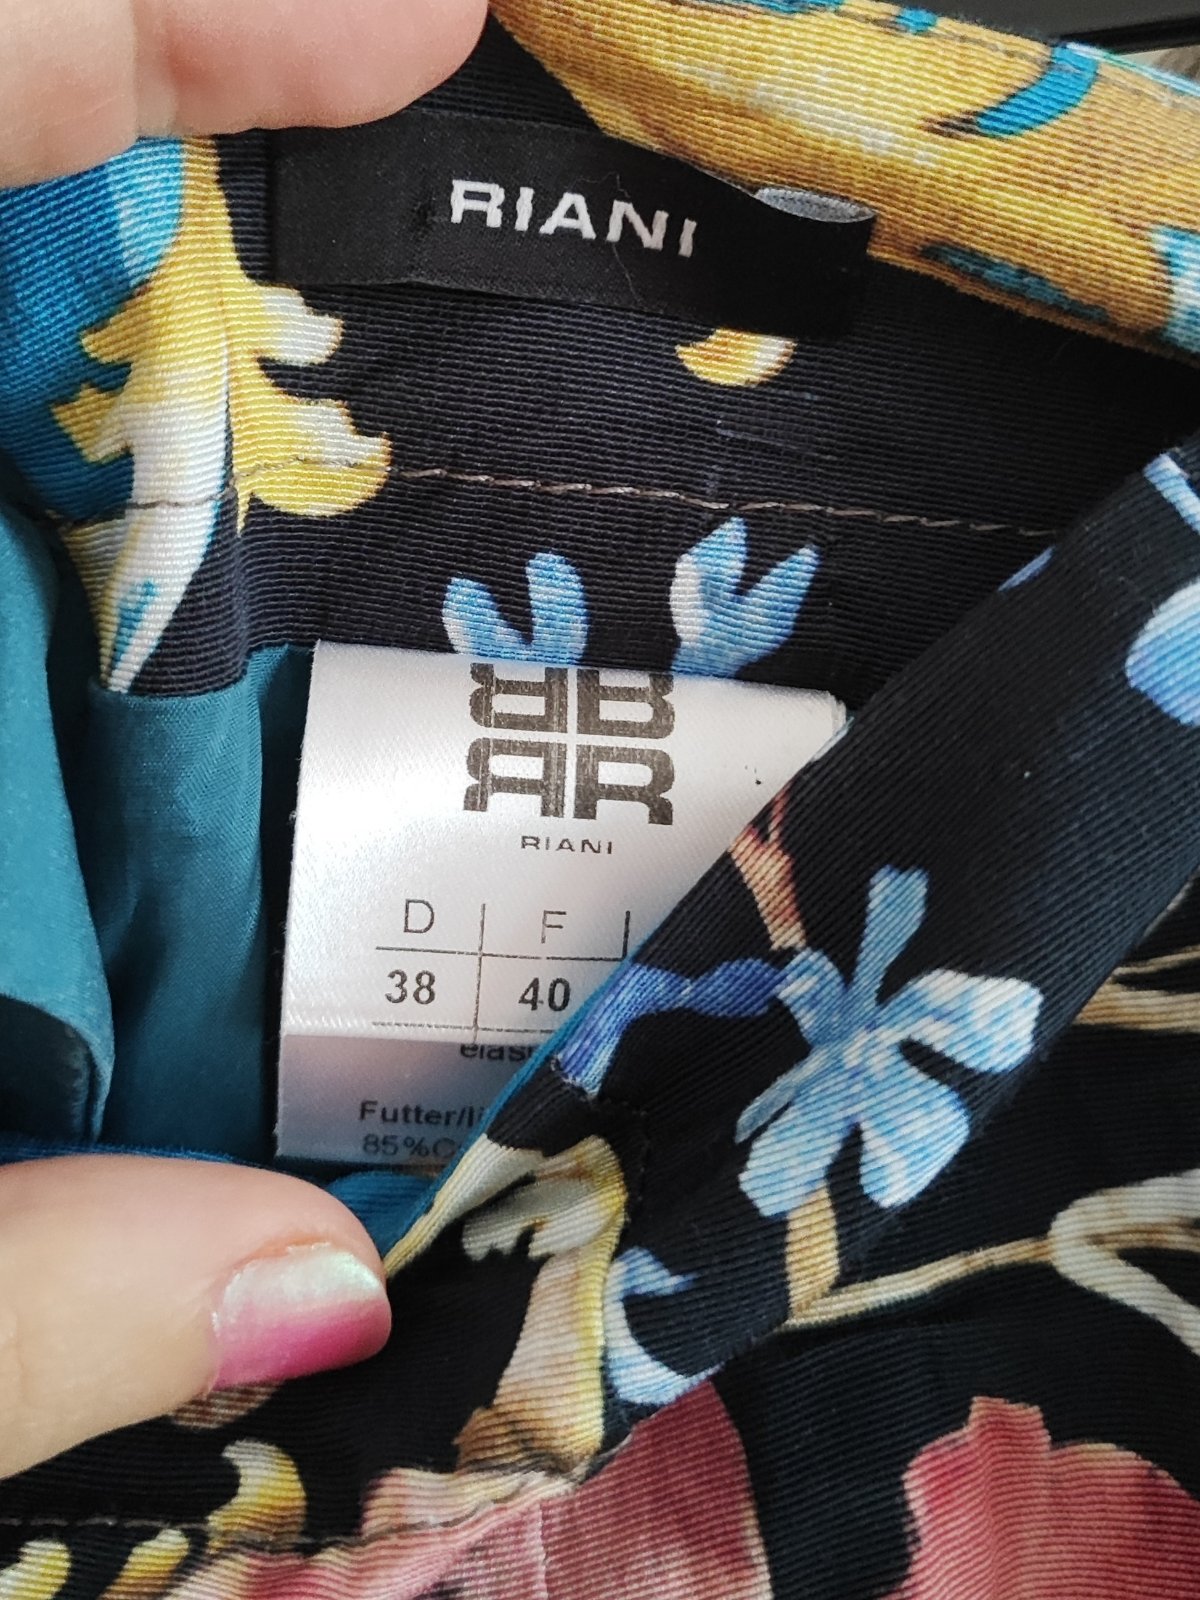 RIANI
RIANI
D F
38 40
Futter/
85%